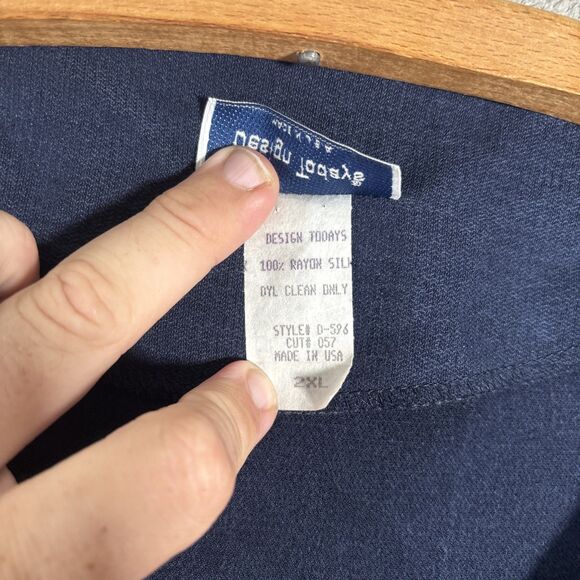 Design Todays®
DESIGN TODAYS
100% RAYON SILK
DYL CLEAN ONLY
STYLE# D-596
CUT# 057
MADE IN USA
2XL